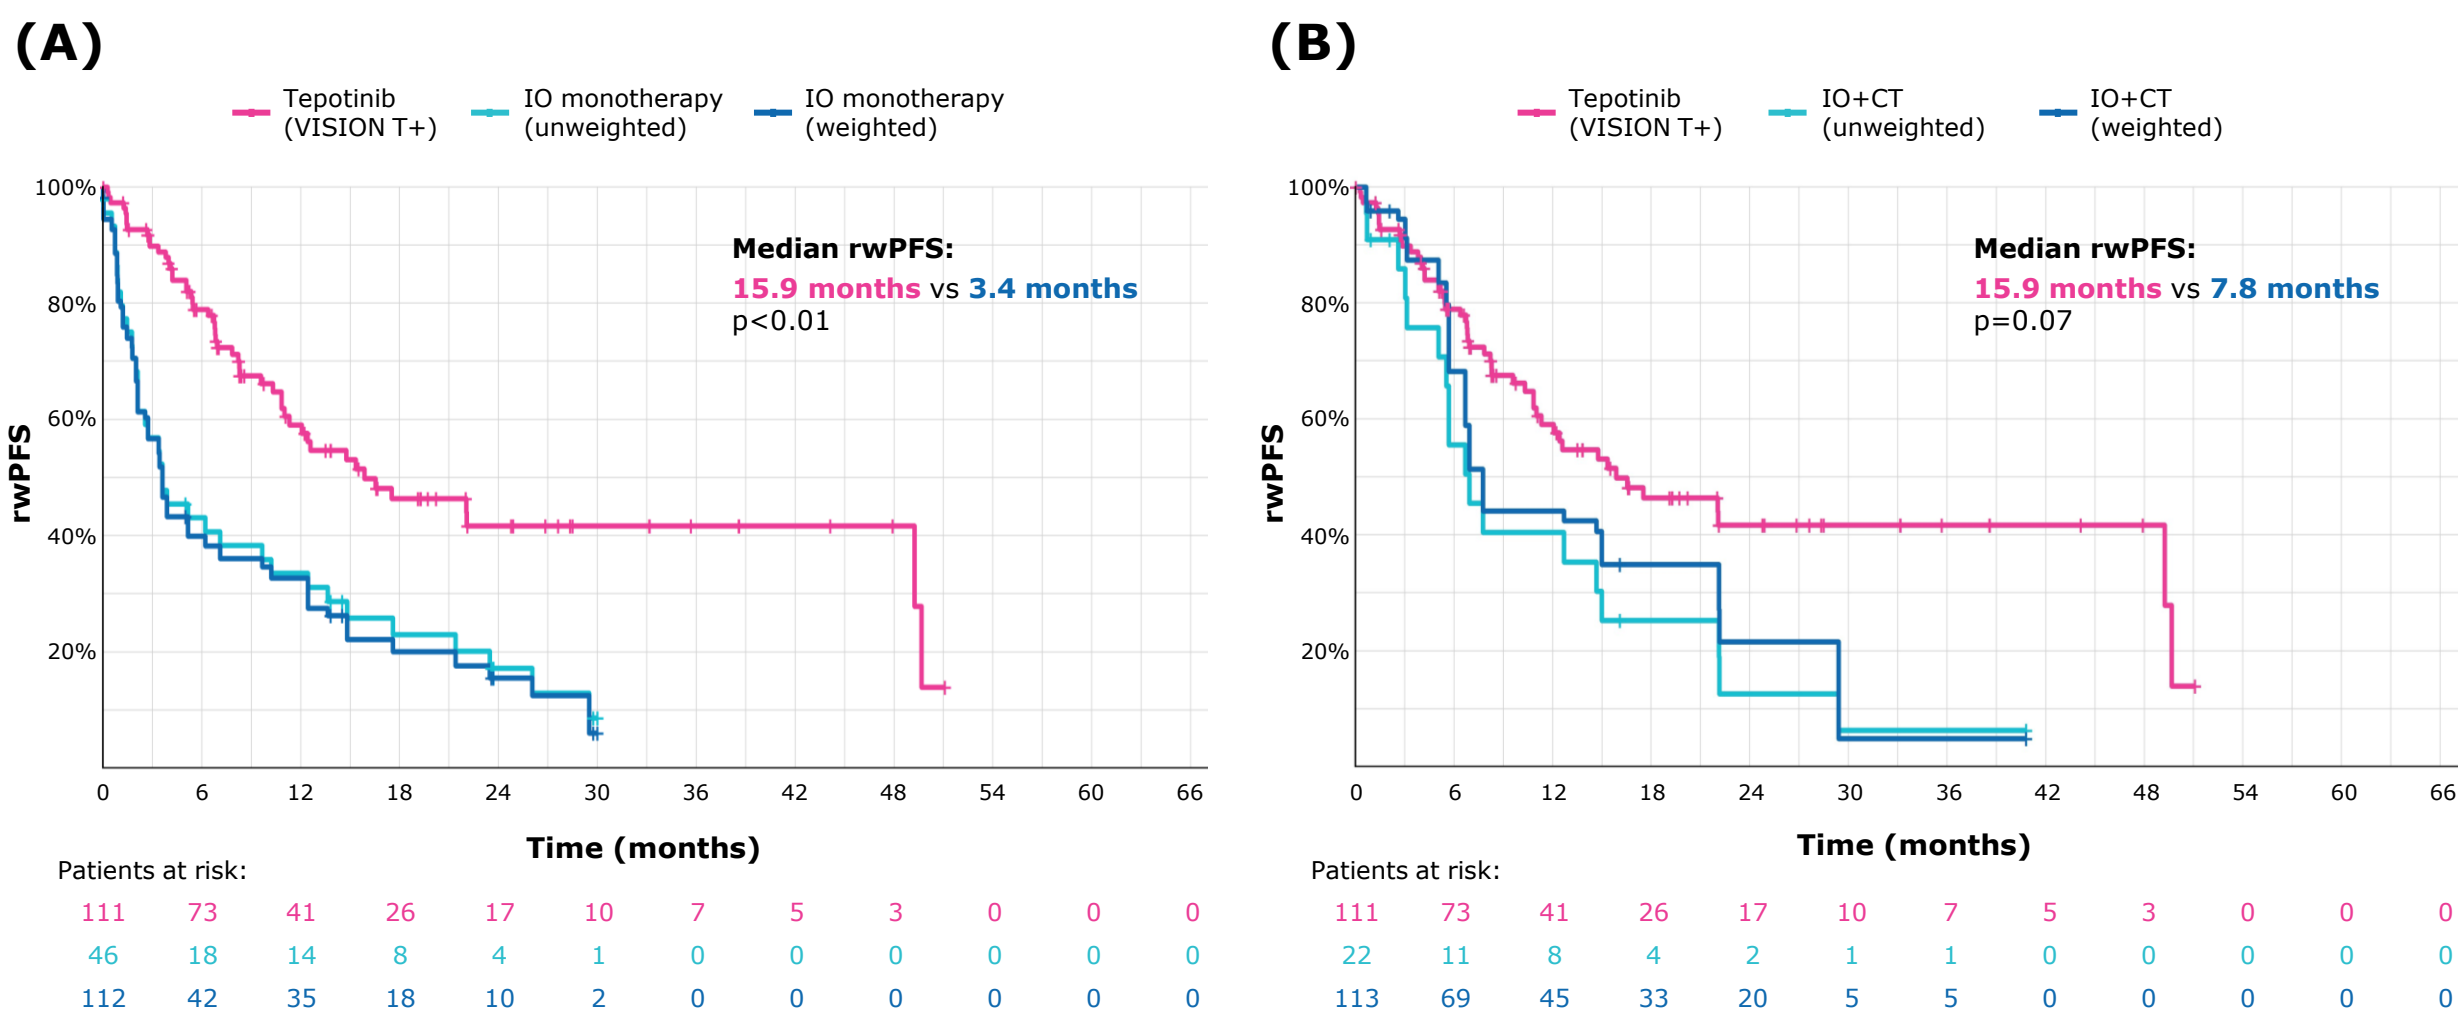 (A)
Tepotinib
(VISION T+)
IO monotherapy
(unweighted)
IO monotherapy
(weighted)
100%
80%
60%
40%
20%
rwPFS
Median rwPFS:
15.9 months vs 3.4 months
p<0.01
0 6 12 18 24 30 36 42 48 54 60 66
Time (months)
Patients at risk:
111 73 41 26 17 10 7 5 3 0 0 0
46 18 14 8 4 1 0 0 0 0 0 0
112 42 35 18 10 2 0 0 0 0 0 0
(B)
Tepotinib
(VISION T+)
IO+CT
(unweighted)
IO+CT
(weighted)
100%
80%
60%
40%
20%
rwPFS
Median rwPFS:
15.9 months vs 7.8 months
p=0.07
0 6 12 18 24 30 36 42 48 54 60 66
Time (months)
Patients at risk:
111 73 41 26 17 10 7 5 3 0 0 0
22 11 8 4 2 1 1 0 0 0 0 0
113 69 45 33 20 5 5 0 0 0 0 0